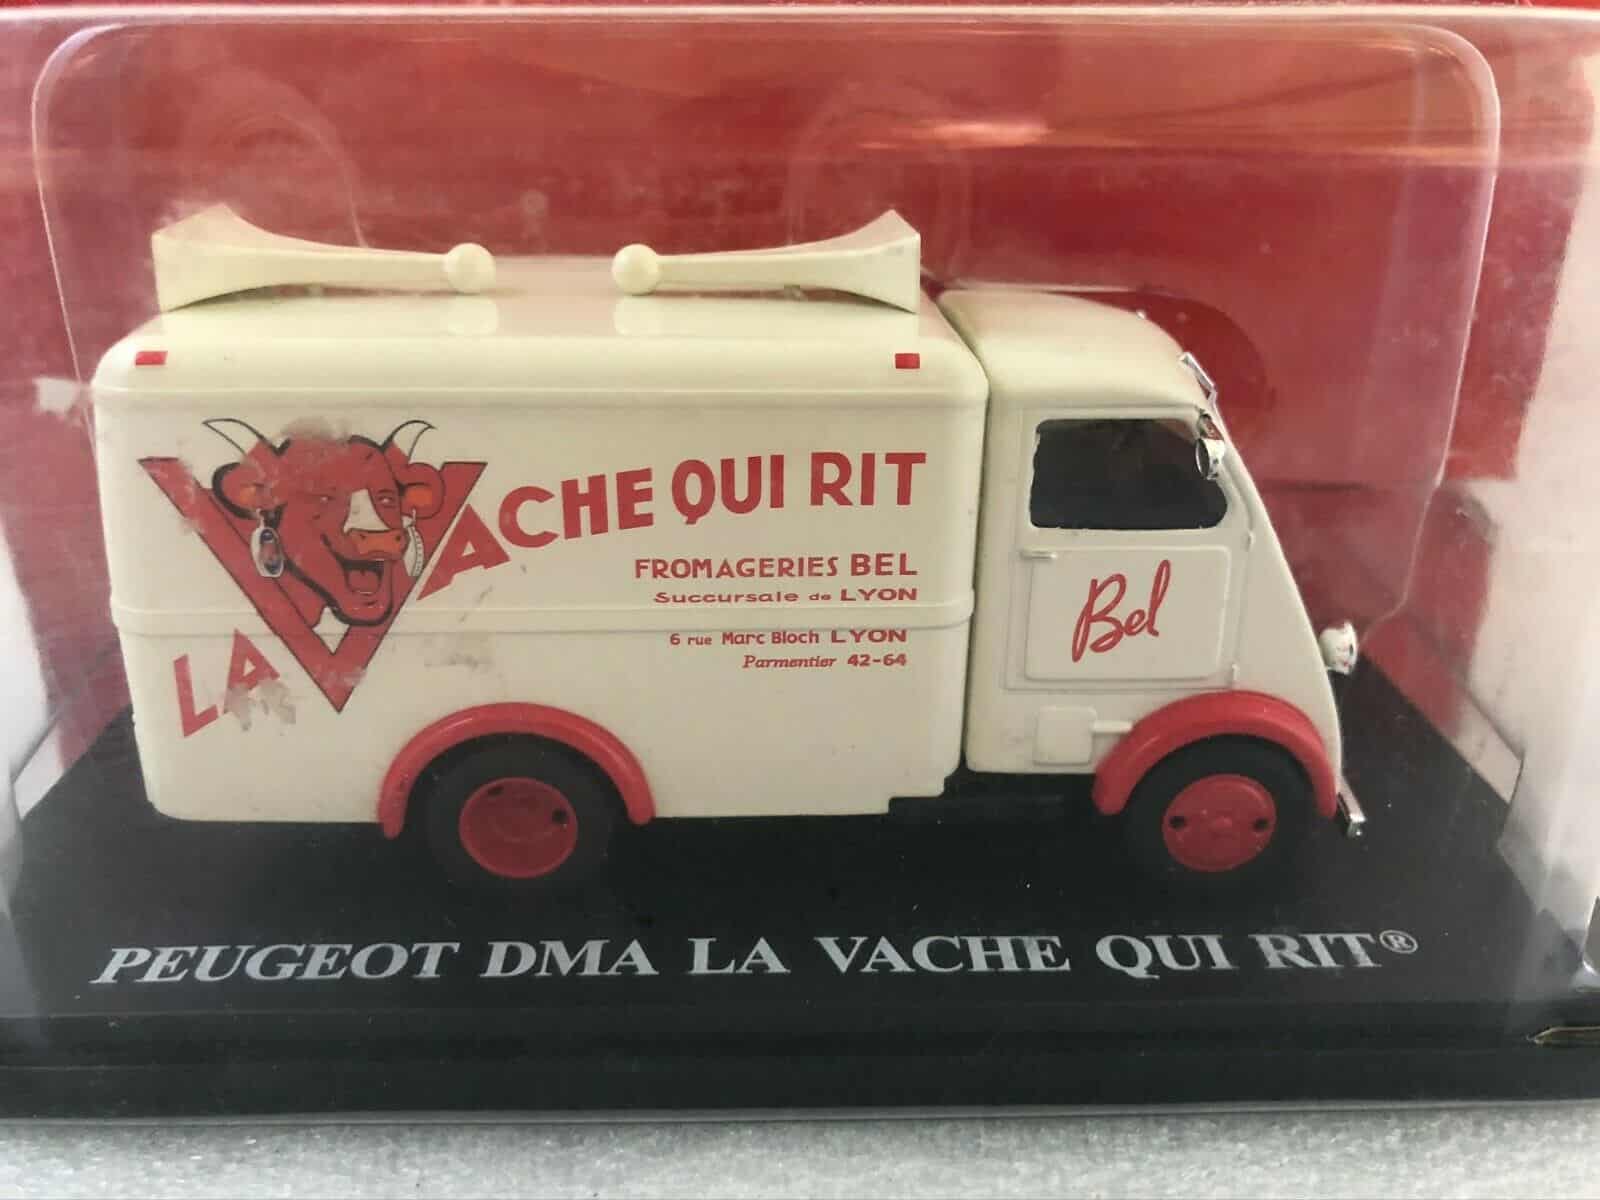 LA VACHE QUI RIT
FROMAGERIES BEL
Succursale de LYON
6 rue Marc Bloch LYON
Parmentier 42-64
Bel
PEUGEOT DMA LA VACHE QUI RIT®